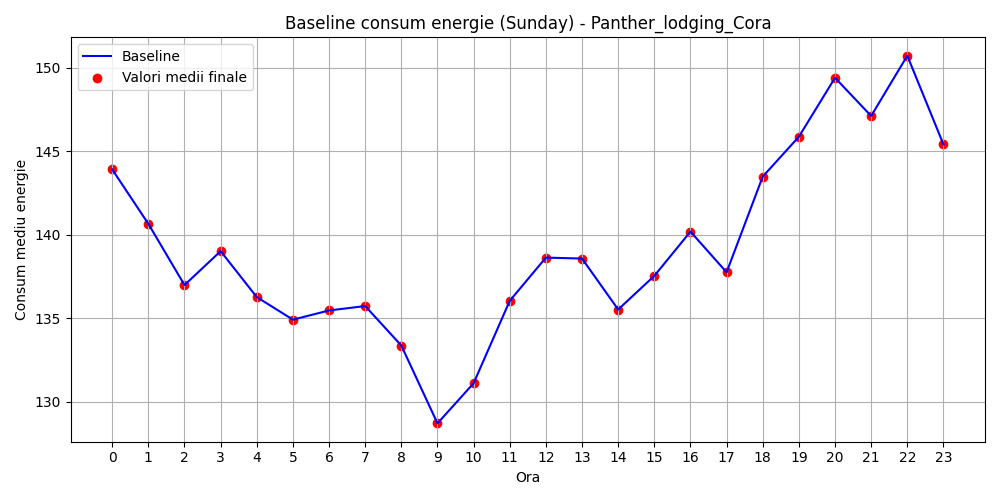 Baseline consum energie (Sunday) - Panther_lodging_Cora
Baseline
Valori medii finale
Consum mediu energie
150
145
140
135
130
0 1 2 3 4 5 6 7 8 9 10 11 12 13 14 15 16 17 18 19 20 21 22 23
Ora